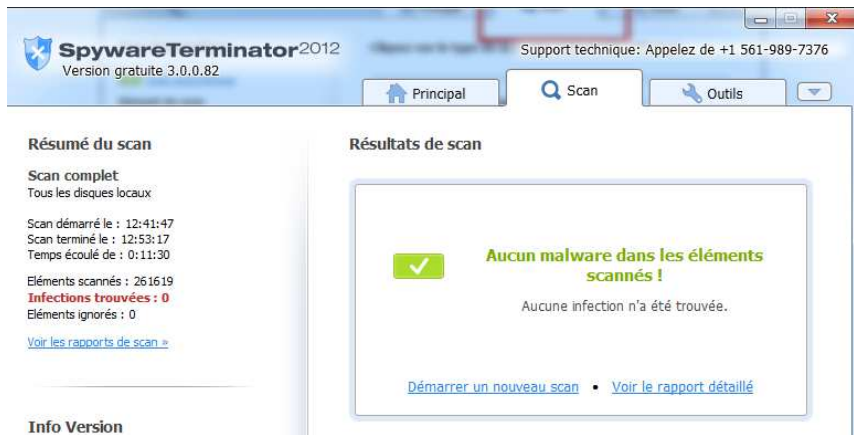 SpywareTerminator2012
Version gratuite 3.0.0.82
Support technique: Appelez de +1 561-989-7376
Principal
Scan
Outils
Résumé du scan
Scan complet
Tous les disques locaux
Scan démarré le : 12:41:47
Scan terminé le : 12:53:17
Temps écoulé de : 0:11:30
Eléments scannés : 261619
Infections trouvées : 0
Eléments ignorés : 0
Voir les rapports de scan »
Info Version
Résultats de scan
Aucun malware dans les éléments
scannés !
Aucune infection n'a été trouvée.
Démarrer un nouveau scan • Voir le rapport détaillé